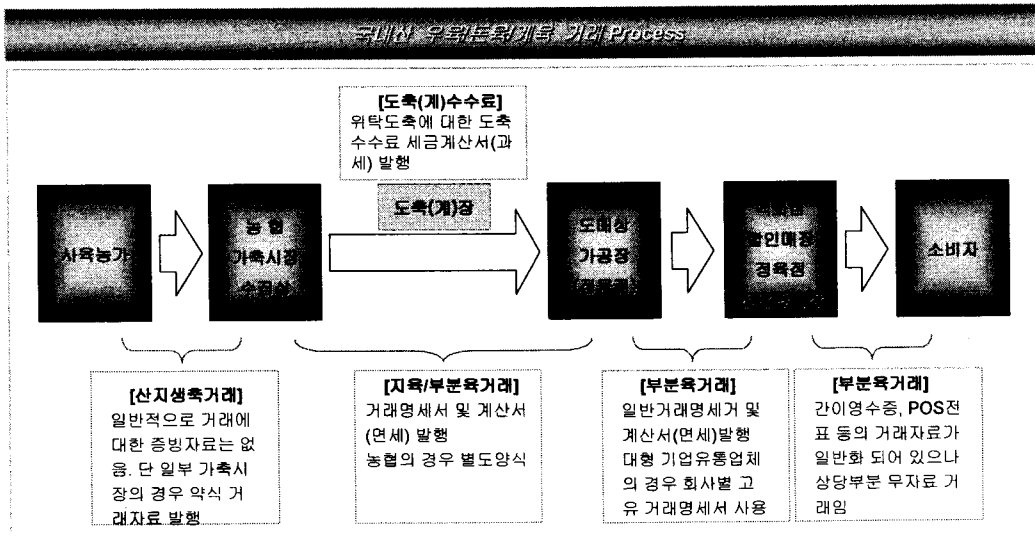 국내산 우육/돈육/계육 거래 Process
[도축(계)수수료]
위탁도축에 대한 도축
수수료 세금계산서(과
세) 발행
도축(계)장
사육농가
농 협
가축시장
수집상
도매상
가공장
할인매장
정육점
소비자
[산지생축거래]
일반적으로 거래에
대한 증빙자료는 없
음. 단 일부 가축시
장의 경우 약식 거
래자료 발행
[지육/부분육거래]
거래명세서 및 계산서
(면세) 발행
농협의 경우 별도양식
[부분육거래]
일반거래명세거 및
계산서(면세)발행
대형 기업유통업체
의 경우 회사별 고
유 거래명세서 사용
[부분육거래]
간이영수증, POS전
표 동의 거래자료가
일반화 되어 있으나
상당부분 무자료 거
래임